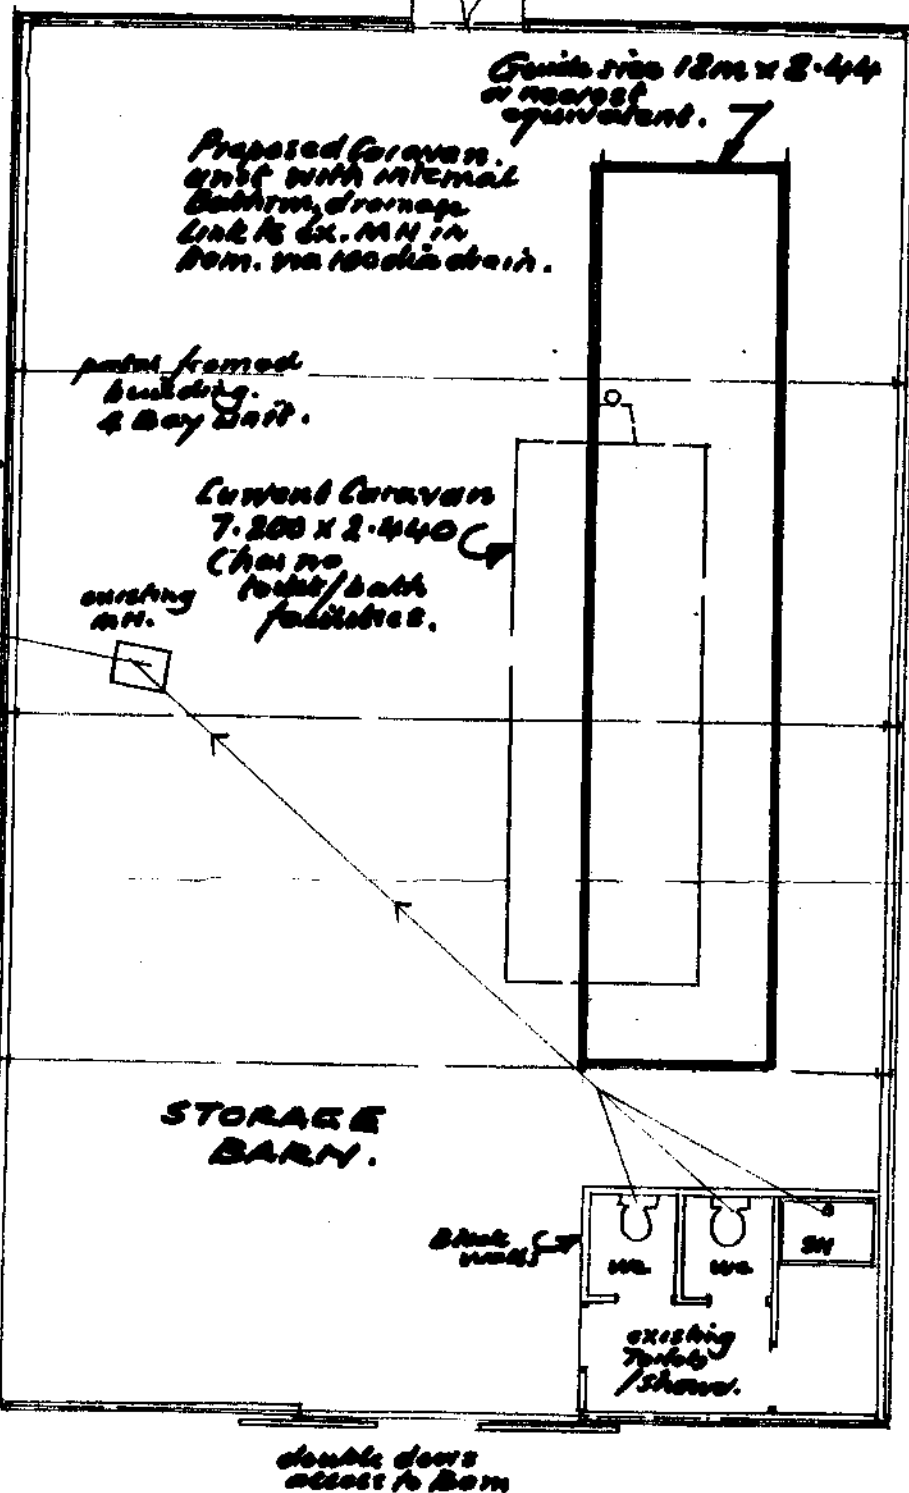 Guide size 12m x 2.44
or nearest
equivalent.
Proposed Caravan.
unit with internal
Bathrm, drainage
Link to Ex. MH in
Barn. via 100 dia drain.
portal framed
building.
4 Bay unit.
Current Caravan
7.200 x 2.440
(has no
toilet/bath
facilities.
existing
MH.
STORAGE
BARN.
Block
walls
wc
wc
SH
existing
Toilets
/shower.
double doors
access to Barn